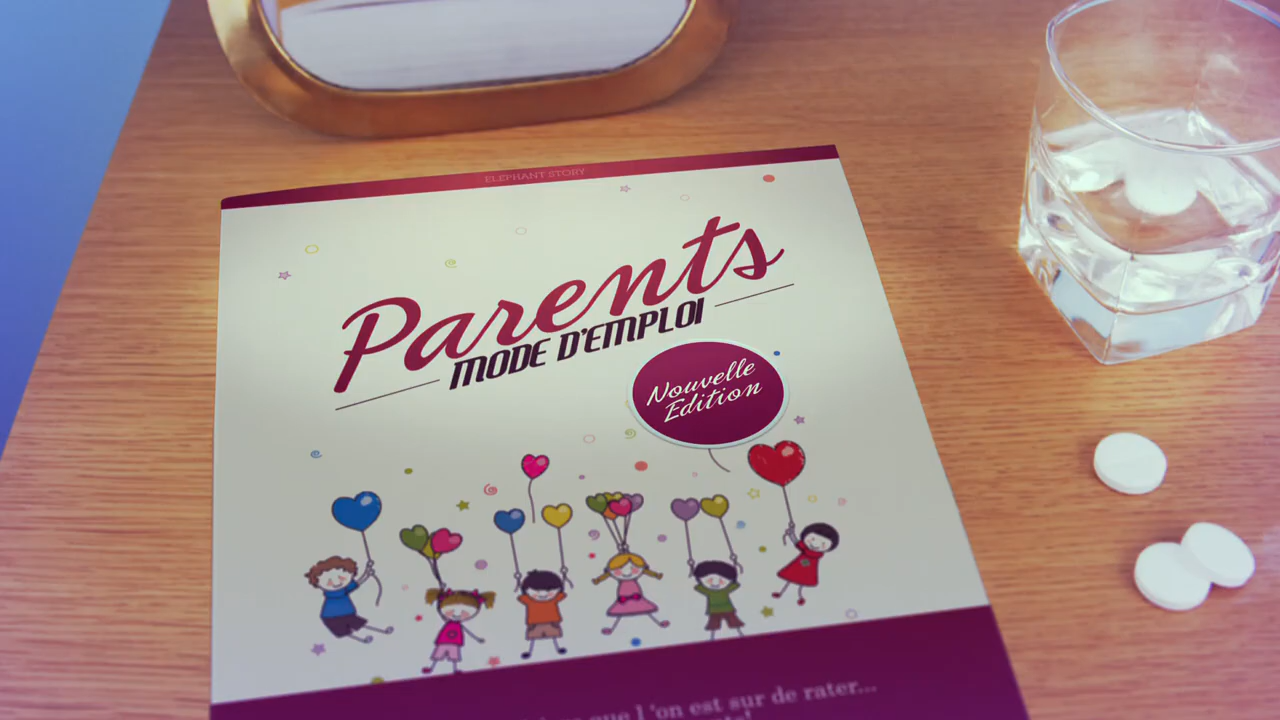 ELEPHANT STORY
Parents
MODE D'EMPLOI
Nouvelle
Edition
que l 'on est sur de rater...